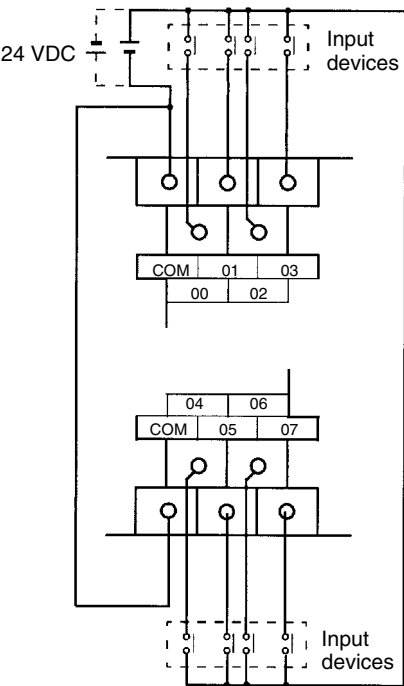 24 VDC
Input
devices
COM 01 03
00 02
04 06
COM 05 07
Input
devices